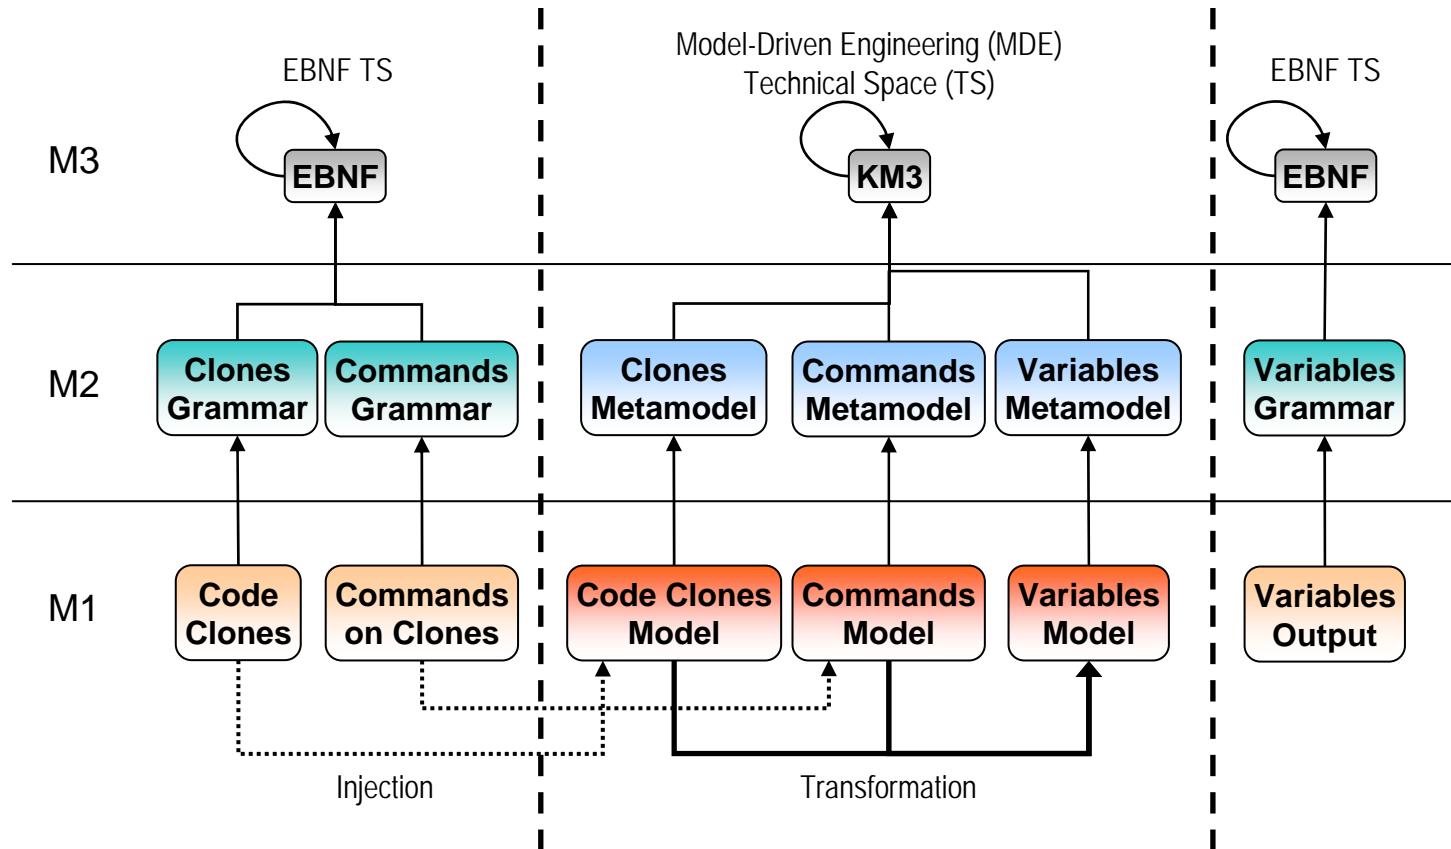 EBNF TS
Model-Driven Engineering (MDE)
Technical Space (TS)
EBNF TS
M3
EBNF
KM3
EBNF
M2
Clones
Grammar
Commands
Grammar
Clones
Metamodel
Commands
Metamodel
Variables
Metamodel
Variables
Grammar
M1
Code
Clones
Commands
on Clones
Code Clones
Model
Commands
Model
Variables
Model
Variables
Output
Injection
Transformation